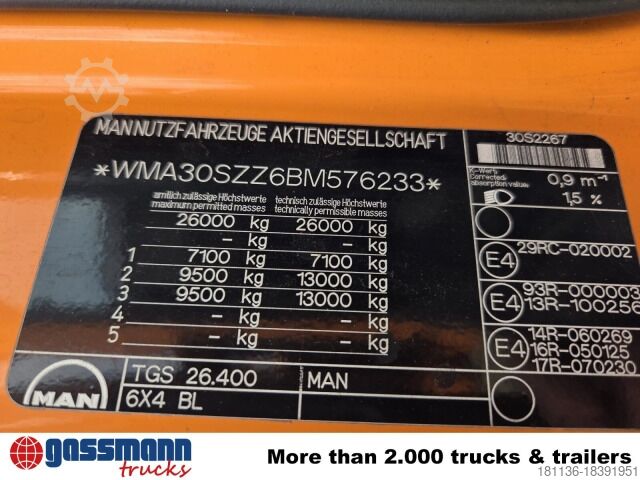 MAN NUTZFAHRZEUGE AKTIENGESELLSCHAFT
*WMA30SZZ6BM576233*
amtlich zulässige Höchstwerte technisch zulässige Höchstwerte
maximum permitted masses technically permissible masses
26000 kg 26000 kg
- kg - kg
1 7100 kg 7100 kg
2 9500 kg 13000 kg
3 9500 kg 13000 kg
4 - kg - kg
5 - kg - kg
MAN
TGS 26.400 MAN
6X4 BL
30S2267
K-Wert
Corrected
absorption value: 0,9 m⁻¹
1,5 %
E4 29RC-020002
E4 93R-000003
13R-100256
E4 14R-060269
16R-050125
17R-070230
gassmann
trucks
More than 2.000 trucks & trailers
181136-18391951